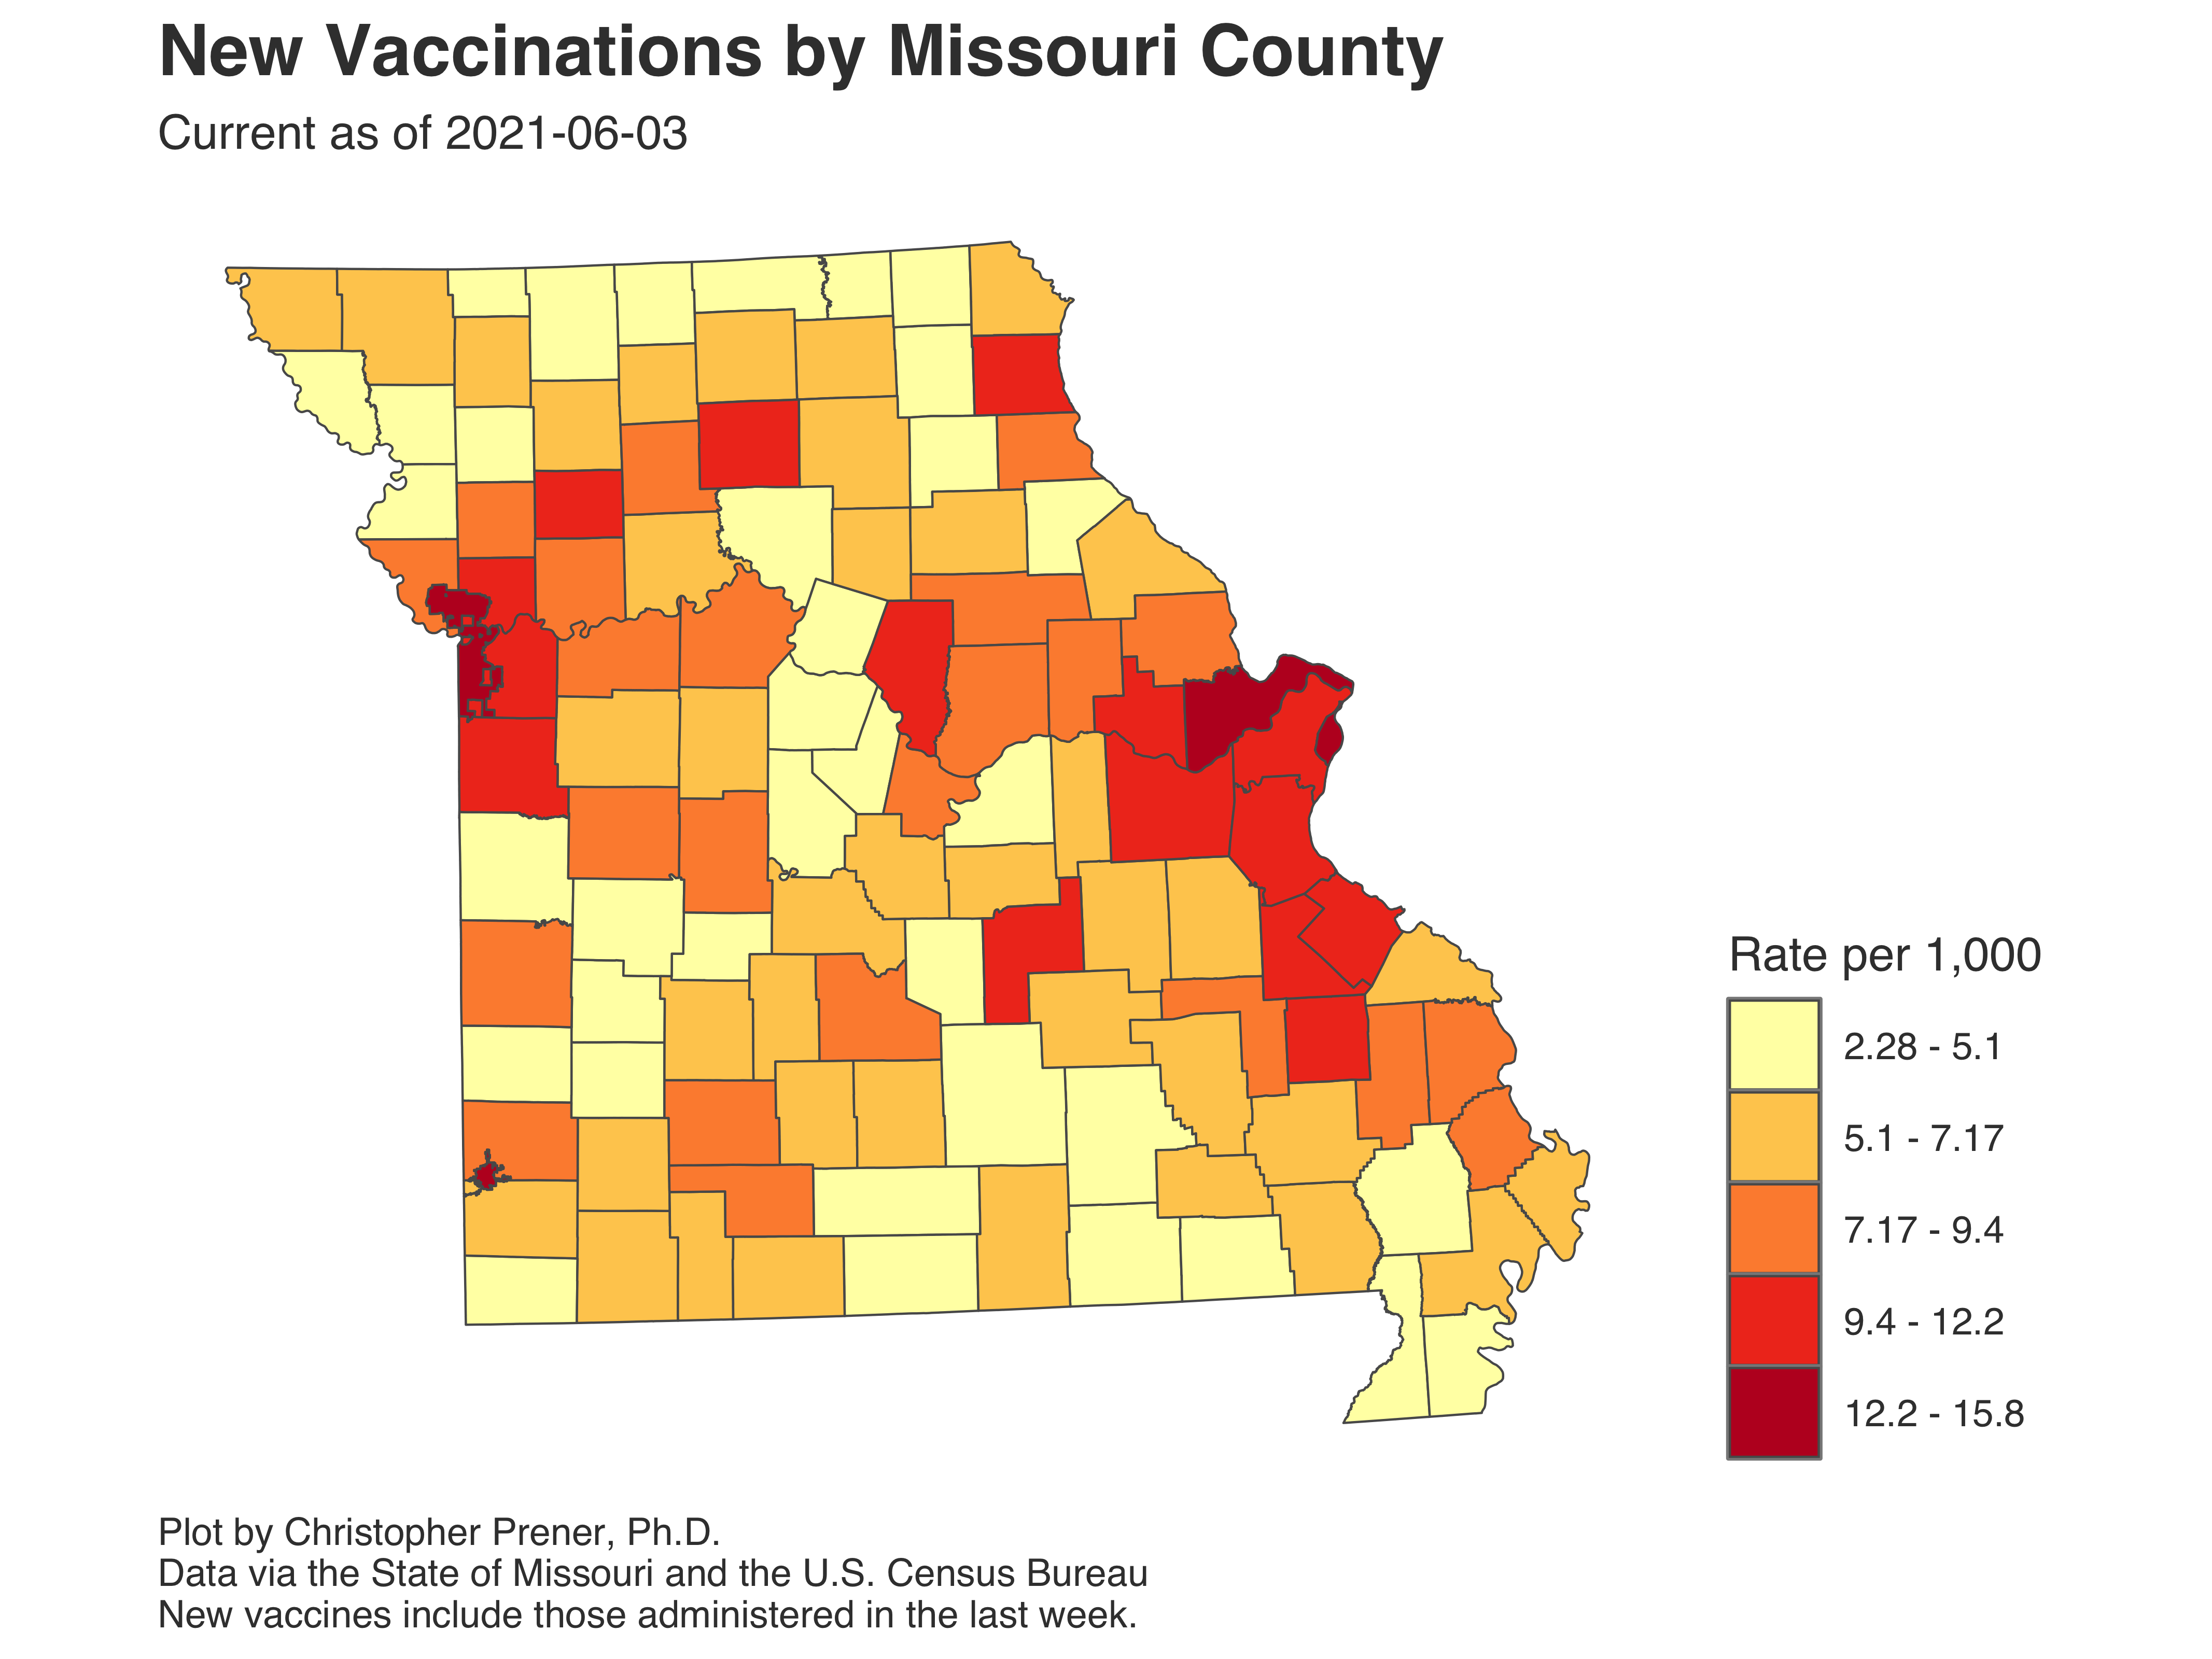 New Vaccinations by Missouri County
Current as of 2021-06-03
Rate per 1,000
2.28 - 5.1
5.1 - 7.17
7.17 - 9.4
9.4 - 12.2
12.2 - 15.8
Plot by Christopher Prener, Ph.D.
Data via the State of Missouri and the U.S. Census Bureau
New vaccines include those administered in the last week.